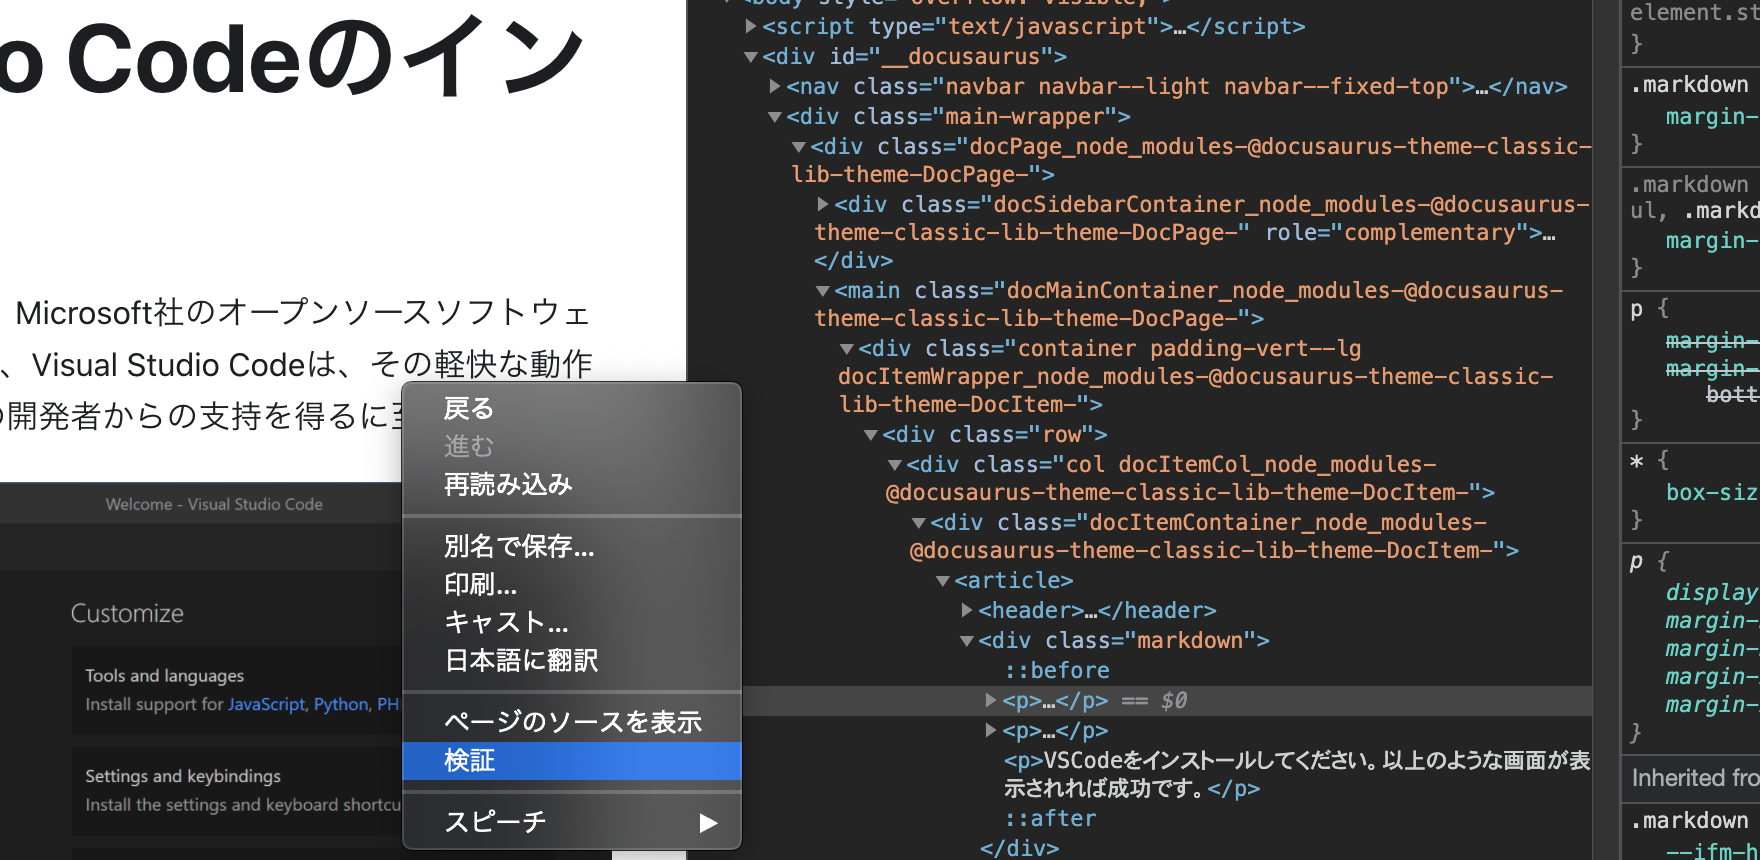 o Codeのイン
Microsoft社のオープンソースソフトウェ
、Visual Studio Codeは、その軽快な動作
の開発者からの支持を得るに至
Welcome - Visual Studio Code
Customize
Tools and languages
Install support for JavaScript, Python, PH
Settings and keybindings
Install the settings and keyboard shortcu
戻る
進む
再読み込み
別名で保存...
印刷...
キャスト...
日本語に翻訳
ページのソースを表示
検証
スピーチ ▶
▶<script type="text/javascript">…</script>
▼<div id="__docusaurus">
▶<nav class="navbar navbar--light navbar--fixed-top">…</nav>
▼<div class="main-wrapper">
▼<div class="docPage_node_modules-@docusaurus-theme-classic-
lib-theme-DocPage-">
▶<div class="docSidebarContainer_node_modules-@docusaurus-
theme-classic-lib-theme-DocPage-" role="complementary">…
</div>
▼<main class="docMainContainer_node_modules-@docusaurus-
theme-classic-lib-theme-DocPage-">
▼<div class="container padding-vert--lg
docItemWrapper_node_modules-@docusaurus-theme-classic-
lib-theme-DocItem-">
▼<div class="row">
▼<div class="col docItemCol_node_modules-
@docusaurus-theme-classic-lib-theme-DocItem-">
▼<div class="docItemContainer_node_modules-
@docusaurus-theme-classic-lib-theme-DocItem-">
▼<article>
▶<header>…</header>
▼<div class="markdown">
::before
▶<p>…</p> == $0
▶<p>…</p>
<p>VSCodeをインストールしてください。以上のような画面が表
示されれば成功です。</p>
::after
</div>
element.st
}
.markdown
margin-
}
.markdown
ul, .markd
margin-
}
p {
margin-
margin-
bott
}
* {
box-siz
}
p {
display
margin-
margin-
margin-
margin-
}
Inherited fro
.markdown
--ifm-h